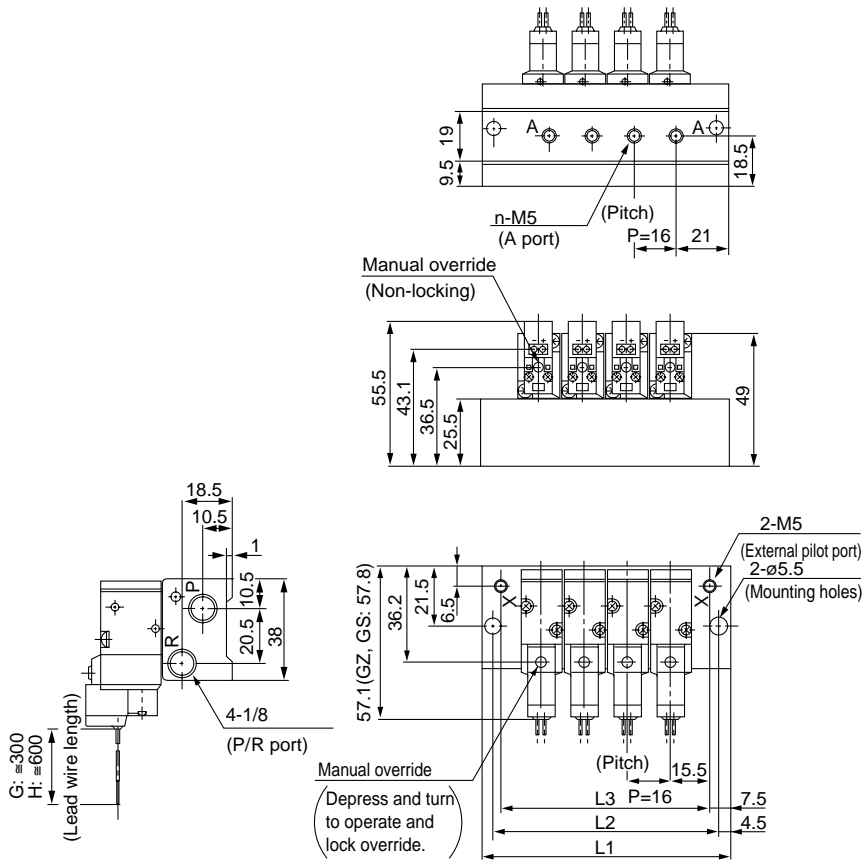 A
A
19
9.5
18.5
n-M5
(A port)
(Pitch)
P=16
21
Manual override
(Non-locking)
- +
- +
- +
- +
55.5
43.1
36.5
25.5
49
18.5
10.5
1
P
R
10.5
20.5
38
4-1/8
(P/R port)
G: ≅300
H: ≅600
(Lead wire length)
2-M5
(External pilot port)
2-ø5.5
(Mounting holes)
X
X
57.1(GZ, GS: 57.8)
36.2
21.5
6.5
Manual override
(Depress and turn
to operate and
lock override.)
(Pitch)
P=16
15.5
L3
7.5
L2
4.5
L1